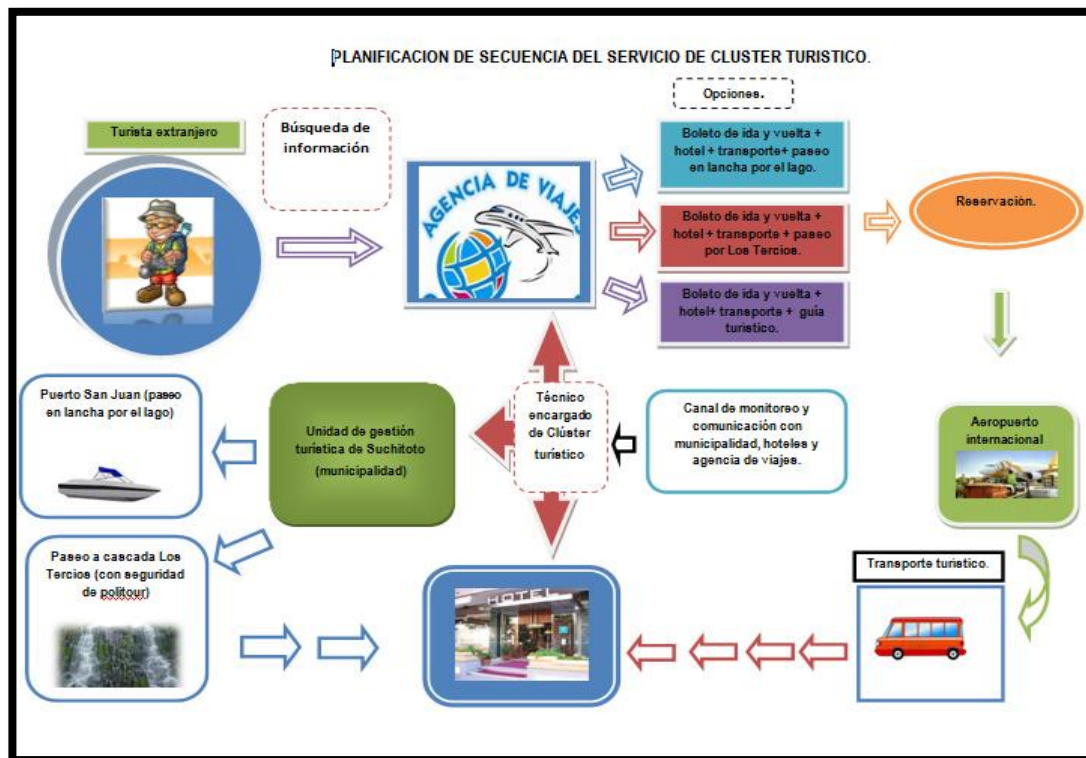 PLANIFICACION DE SECUENCIA DEL SERVICIO DE CLUSTER TURISTICO.
Opciones.
Turista extranjero
Búsqueda de
información
AGENCIA DE VIAJES
Boleto de ida y vuelta +
hotel + transporte+ paseo
en lancha por el lago.
Boleto de ida y vuelta +
hotel + transporte + paseo
por Los Tercios.
Boleto de ida y vuelta +
hotel+ transporte + guía
turistico.
Reservación.
Puerto San Juan (paseo
en lancha por el lago)
Unidad de gestión
turística de Suchitoto
(municipalidad)
Técnico
encargado
de Clúster
turístico
Canal de monitoreo y
comunicación con
municipalidad, hoteles y
agencia de viajes.
Aeropuerto
internacional
Paseo a cascada Los
Tercios (con seguridad
de politour)
HOTEL
Transporte turistico.